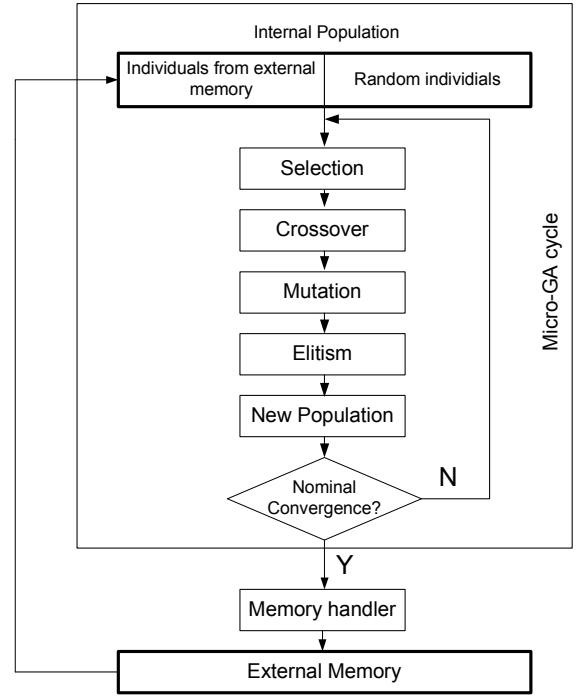 Internal Population
Individuals from external
memory
Random individials
Selection
Crossover
Mutation
Elitism
New Population
Nominal
Convergence?
N
Y
Micro-GA cycle
Memory handler
External Memory